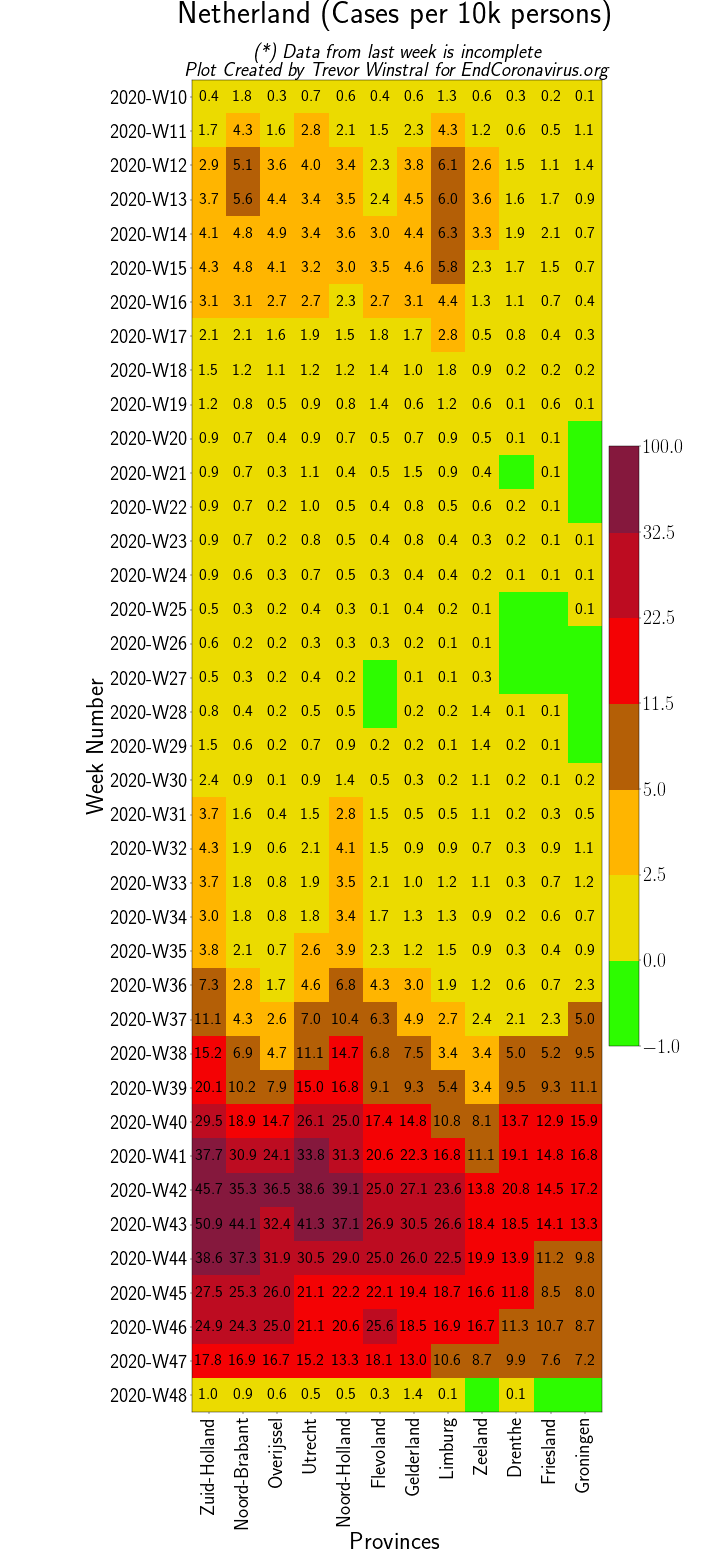 Netherland (Cases per 10k persons)
(*) Data from last week is incomplete
Plot Created by Trevor Winstral for EndCoronavirus.org
2020-W10 0.4 1.8 0.3 0.7 0.6 0.4 0.6 1.3 0.6 0.3 0.2 0.1
2020-W11 1.7 4.3 1.6 2.8 2.1 1.5 2.3 4.3 1.2 0.6 0.5 1.1
2020-W12 2.9 5.1 3.6 4.0 3.4 2.3 3.8 6.1 2.6 1.5 1.1 1.4
2020-W13 3.7 5.6 4.4 3.4 3.5 2.4 4.5 6.0 3.6 1.6 1.7 0.9
2020-W14 4.1 4.8 4.9 3.4 3.6 3.0 4.4 6.3 3.3 1.9 2.1 0.7
2020-W15 4.3 4.8 4.1 3.2 3.0 3.5 4.6 5.8 2.3 1.7 1.5 0.7
2020-W16 3.1 3.1 2.7 2.7 2.3 2.7 3.1 4.4 1.3 1.1 0.7 0.4
2020-W17 2.1 2.1 1.6 1.9 1.5 1.8 1.7 2.8 0.5 0.8 0.4 0.3
2020-W18 1.5 1.2 1.1 1.2 1.2 1.4 1.0 1.8 0.9 0.2 0.2 0.2
2020-W19 1.2 0.8 0.5 0.9 0.8 1.4 0.6 1.2 0.6 0.1 0.6 0.1
2020-W20 0.9 0.7 0.4 0.9 0.7 0.5 0.7 0.9 0.5 0.1 0.1
2020-W21 0.9 0.7 0.3 1.1 0.4 0.5 1.5 0.9 0.4 0.1
2020-W22 0.9 0.7 0.2 1.0 0.5 0.4 0.8 0.5 0.6 0.2 0.1
2020-W23 0.9 0.7 0.2 0.8 0.5 0.4 0.8 0.4 0.3 0.2 0.1 0.1
2020-W24 0.9 0.6 0.3 0.7 0.5 0.3 0.4 0.4 0.2 0.1 0.1 0.1
2020-W25 0.5 0.3 0.2 0.4 0.3 0.1 0.4 0.2 0.1 0.1
2020-W26 0.6 0.2 0.2 0.3 0.3 0.3 0.2 0.1 0.1
2020-W27 0.5 0.3 0.2 0.4 0.2 0.1 0.1 0.3
2020-W28 0.8 0.4 0.2 0.5 0.5 0.2 0.2 1.4 0.1 0.1
2020-W29 1.5 0.6 0.2 0.7 0.9 0.2 0.2 0.1 1.4 0.2 0.1
2020-W30 2.4 0.9 0.1 0.9 1.4 0.5 0.3 0.2 1.1 0.2 0.1 0.2
2020-W31 3.7 1.6 0.4 1.5 2.8 1.5 0.5 0.5 1.1 0.2 0.3 0.5
2020-W32 4.3 1.9 0.6 2.1 4.1 1.5 0.9 0.9 0.7 0.3 0.9 1.1
2020-W33 3.7 1.8 0.8 1.9 3.5 2.1 1.0 1.2 1.1 0.3 0.7 1.2
2020-W34 3.0 1.8 0.8 1.8 3.4 1.7 1.3 1.3 0.9 0.2 0.6 0.7
2020-W35 3.8 2.1 0.7 2.6 3.9 2.3 1.2 1.5 0.9 0.3 0.4 0.9
2020-W36 7.3 2.8 1.7 4.6 6.8 4.3 3.0 1.9 1.2 0.6 0.7 2.3
2020-W37 11.1 4.3 2.6 7.0 10.4 6.3 4.9 2.7 2.4 2.1 2.3 5.0
2020-W38 15.2 6.9 4.7 11.1 14.7 6.8 7.5 3.4 3.4 5.0 5.2 9.5
2020-W39 20.1 10.2 7.9 15.0 16.8 9.1 9.3 5.4 3.4 9.5 9.3 11.1
2020-W40 29.5 18.9 14.7 26.1 25.0 17.4 14.8 10.8 8.1 13.7 12.9 15.9
2020-W41 37.7 30.9 24.1 33.8 31.3 20.6 22.3 16.8 11.1 19.1 14.8 16.8
2020-W42 45.7 35.3 36.5 38.6 39.1 25.0 27.1 23.6 13.8 20.8 14.5 17.2
2020-W43 50.9 44.1 32.4 41.3 37.1 26.9 30.5 26.6 18.4 18.5 14.1 13.3
2020-W44 38.6 37.3 31.9 30.5 29.0 25.0 26.0 22.5 19.9 13.9 11.2 9.8
2020-W45 27.5 25.3 26.0 21.1 22.2 22.1 19.4 18.7 16.6 11.8 8.5 8.0
2020-W46 24.9 24.3 25.0 21.1 20.6 25.6 18.5 16.9 16.7 11.3 10.7 8.7
2020-W47 17.8 16.9 16.7 15.2 13.3 18.1 13.0 10.6 8.7 9.9 7.6 7.2
2020-W48 1.0 0.9 0.6 0.5 0.5 0.3 1.4 0.1 0.1
Week Number
Zuid-Holland
Noord-Brabant
Overijssel
Utrecht
Noord-Holland
Flevoland
Gelderland
Limburg
Zeeland
Drenthe
Friesland
Groningen
Provinces
100.0
32.5
22.5
11.5
5.0
2.5
0.0
−1.0